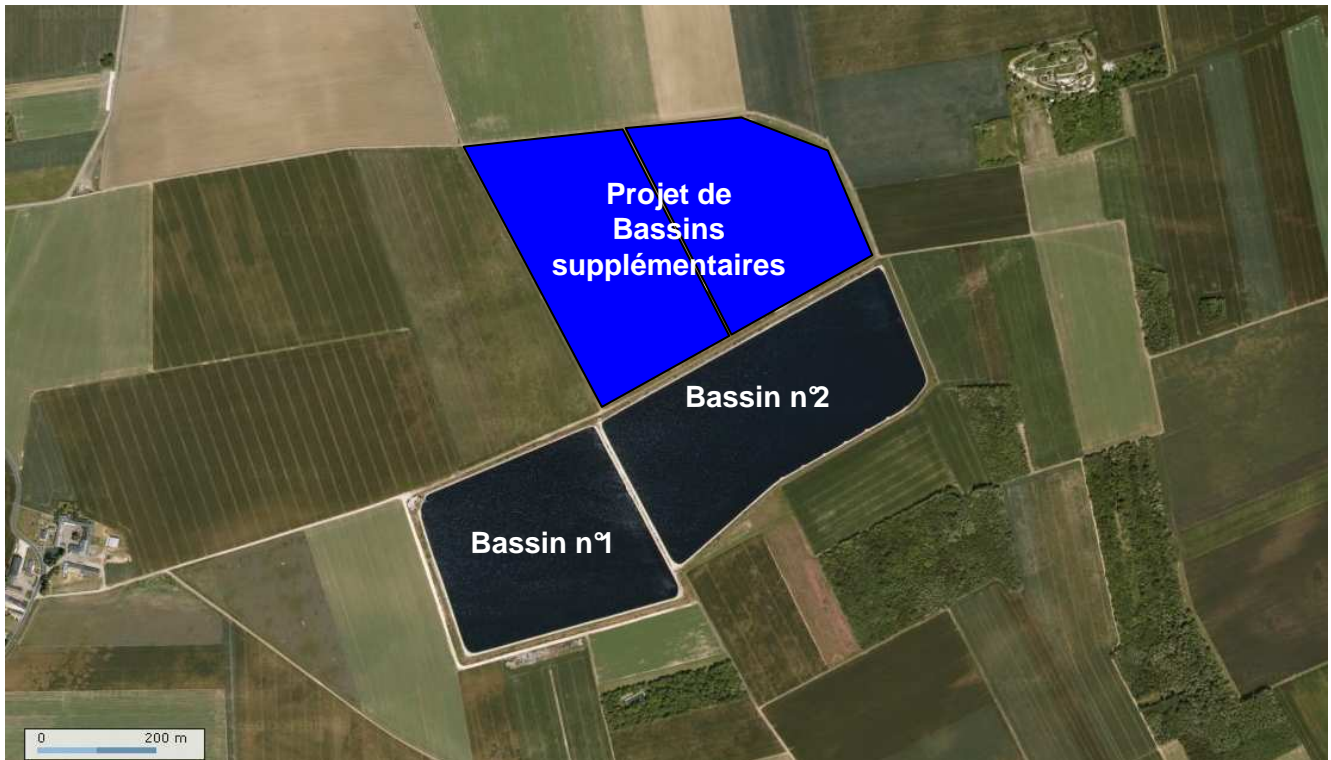 Projet de
Bassins
supplémentaires
Bassin n°2
Bassin n°1
0 200 m